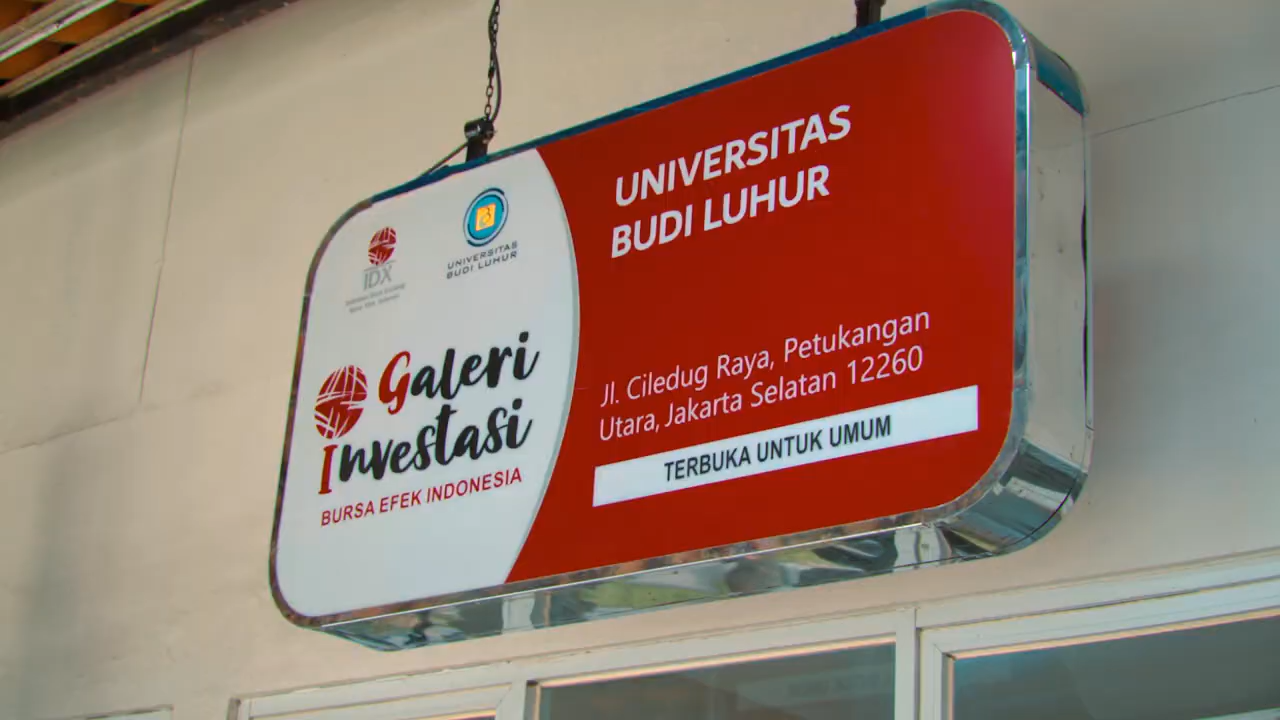 IDX
UNIVERSITAS
BUDI LUHUR
Galeri
Investasi
BURSA EFEK INDONESIA
UNIVERSITAS
BUDI LUHUR
Jl. Ciledug Raya, Petukangan
Utara, Jakarta Selatan 12260
TERBUKA UNTUK UMUM